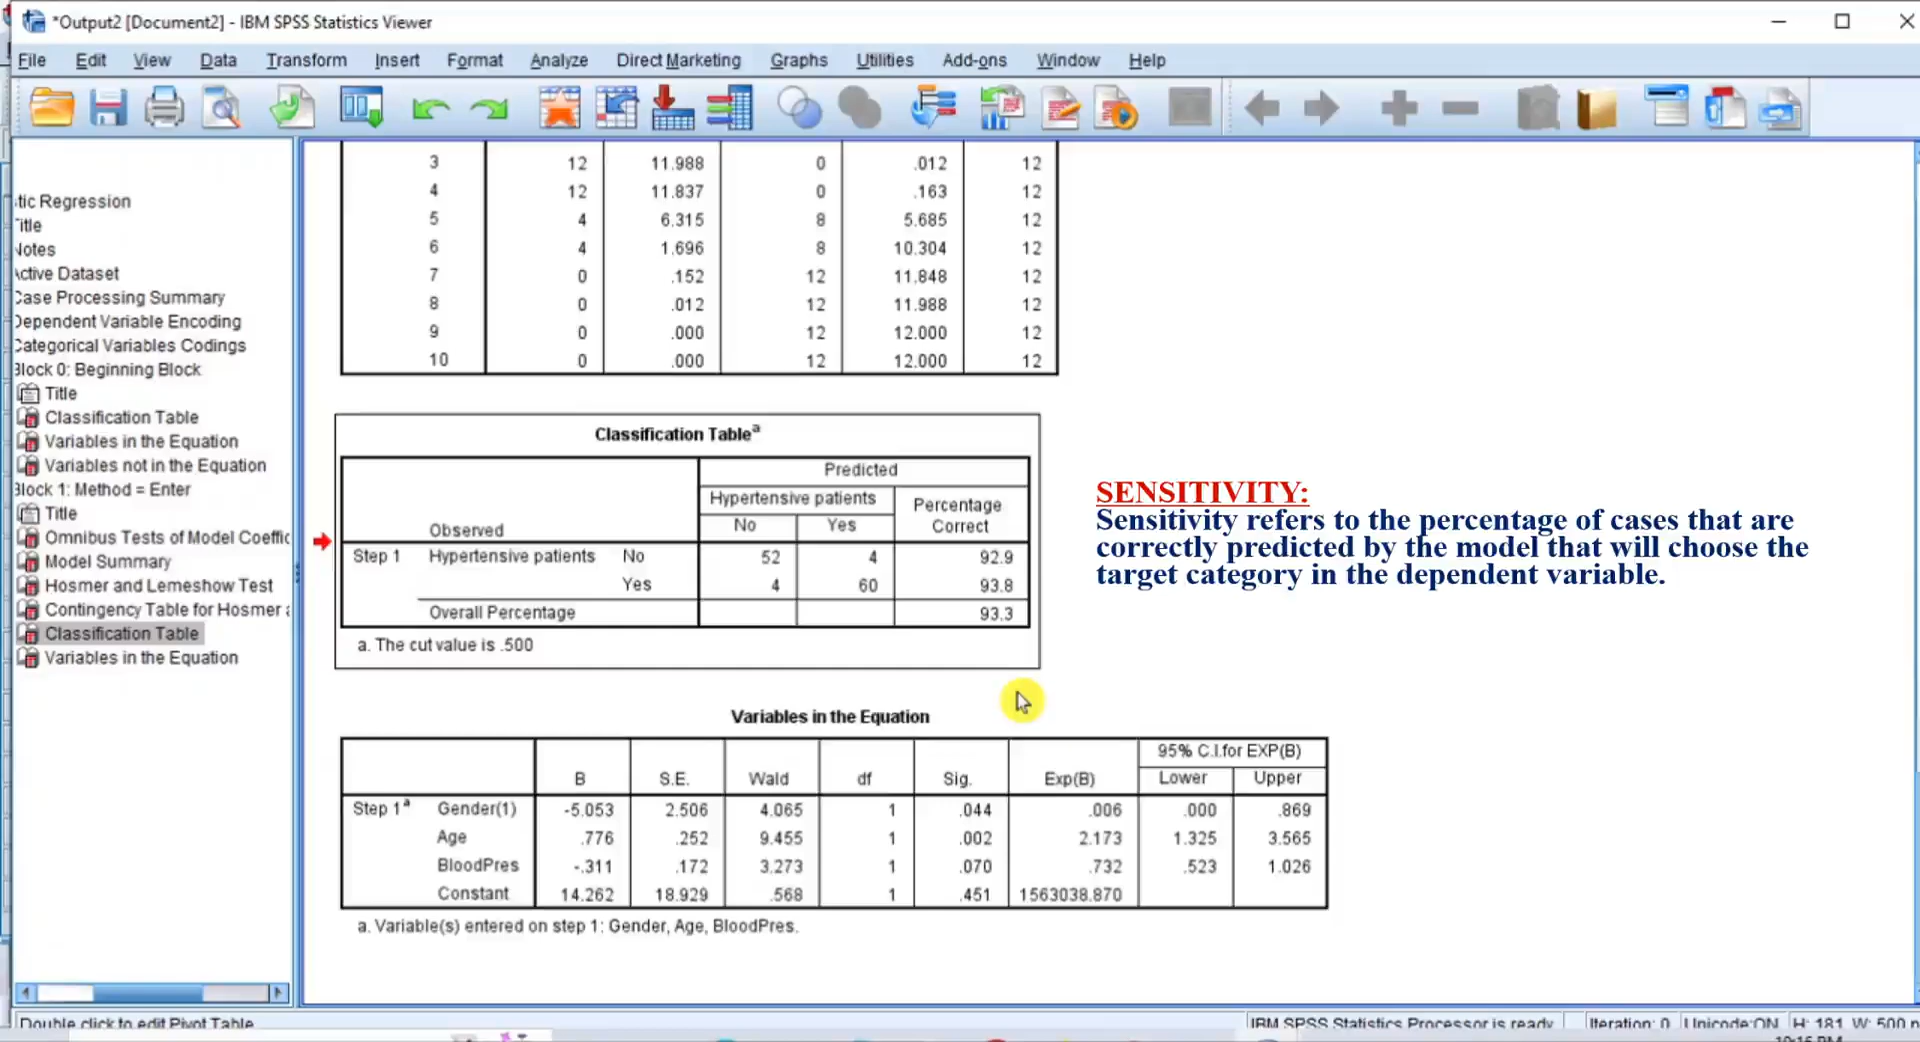 *Output2 [Document2] - IBM SPSS Statistics Viewer
File Edit View Data Transform Insert Format Analyze Direct Marketing Graphs Utilities Add-ons Window Help
tic Regression
Title
Notes
Active Dataset
Case Processing Summary
Dependent Variable Encoding
Categorical Variables Codings
Block 0: Beginning Block
Title
Classification Table
Variables in the Equation
Variables not in the Equation
Block 1: Method = Enter
Title
Omnibus Tests of Model Coeffic
Model Summary
Hosmer and Lemeshow Test
Contingency Table for Hosmer a
Classification Table
Variables in the Equation
3 12 11.988 0 .012 12
4 12 11.837 0 .163 12
5 4 6.315 8 5.685 12
6 4 1.696 8 10.304 12
7 0 .152 12 11.848 12
8 0 .012 12 11.988 12
9 0 .000 12 12.000 12
10 0 .000 12 12.000 12
Classification Table a
Predicted
Hypertensive patients Percentage Correct
Observed No Yes
Step 1 Hypertensive patients No 52 4 92.9
Yes 4 60 93.8
Overall Percentage 93.3
a. The cut value is .500
SENSITIVITY:
Sensitivity refers to the percentage of cases that are
correctly predicted by the model that will choose the
target category in the dependent variable.
Variables in the Equation
95% C.I.for EXP(B)
B S.E. Wald df Sig. Exp(B) Lower Upper
Step 1 a Gender(1) -5.053 2.506 4.065 1 .044 .006 .000 .869
Age .776 .252 9.455 1 .002 2.173 1.325 3.565
BloodPres -.311 .172 3.273 1 .070 .732 .523 1.026
Constant 14.262 18.929 .568 1 .451 1563038.870
a. Variable(s) entered on step 1: Gender, Age, BloodPres.
Double click to edit Pivot Table
IBM SPSS Statistics Processor is ready Iteration: 0 Unicode:ON H: 181 W: 500 p
10:16 PM